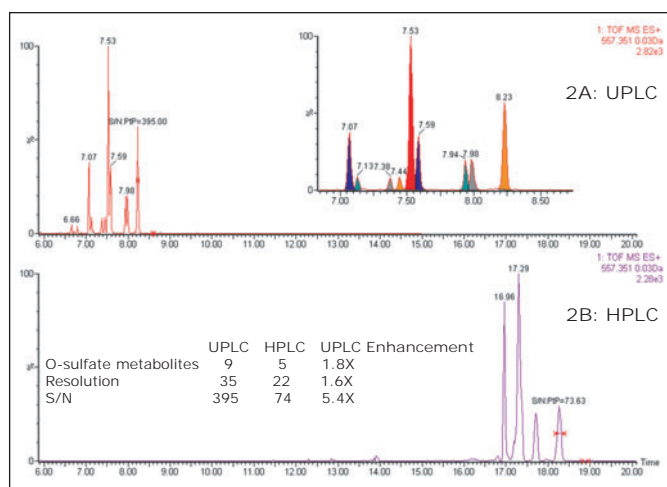 1: TOF MS ES+
557.351 0.03Da
2.82e3
2A: UPLC
100
%
0
7.53
S/N:PtP=395.00
7.07
7.59
7.98
8.23
6.66
6.00 7.00 8.00 9.00 10.00 11.00 12.00 13.00 14.00 15.00 16.00 17.00 18.00 19.00 20.00
100
%
0
7.53
8.23
7.07
7.59
7.13
7.38
7.44
7.94
7.98
7.00 7.50 8.00 8.50
1: TOF MS ES+
557.351 0.03Da
2.28e3
2B: HPLC
100
%
0
17.29
16.96
S/N:PtP=73.63
UPLC HPLC UPLC Enhancement
O-sulfate metabolites 9 5 1.8X
Resolution 35 22 1.6X
S/N 395 74 5.4X
Time
6.00 7.00 8.00 9.00 10.00 11.00 12.00 13.00 14.00 15.00 16.00 17.00 18.00 19.00 20.00